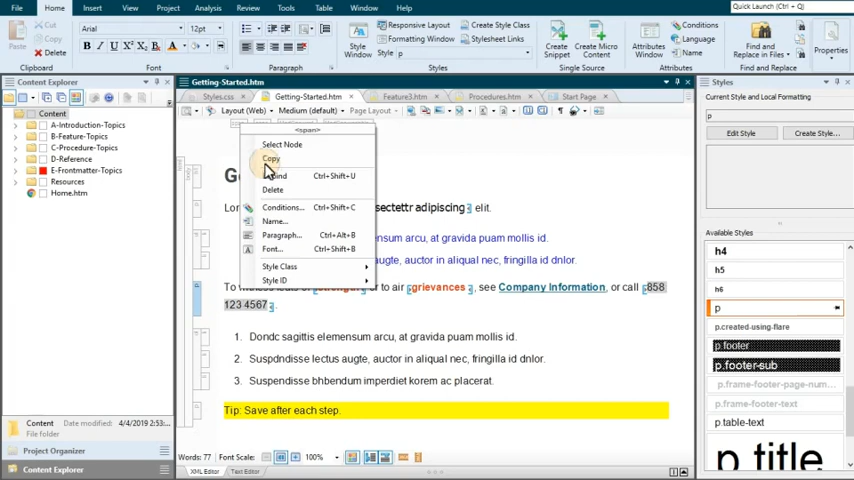 File Home Insert View Project Analysis Review Tools Table Window Help
Quick Launch (Ctrl+Q)
Paste Cut Copy Delete
Clipboard
Arial 12pt
B I U X² X₂ B
Font
Paragraph
Style Window
Responsive Layout
Formatting Window
Style p
Create Style Class
Stylesheet Links
Styles
Create Snippet
Create Micro Content
Attributes Window
Conditions
Name
Language
Attributes
Find and Replace in Files
Find and Replace
Properties
Content Explorer
Content
A-Introduction-Topics
B-Feature-Topics
C-Procedure-Topics
D-Reference
E-Frontmatter-Topics
Resources
Home.htm
Content Date modified: 4/4/2019 2:53...
File folder
Project Organizer
Content Explorer
Getting-Started.htm
Styles.css Getting-Started.htm Feature3.htm Procedures.htm Start Page
Layout (Web) Medium (default) Page Layout
<span>
Select Node
Copy
Delete
Ctrl+Shift+U
Conditions... Ctrl+Shift+C
Name...
Paragraph... Ctrl+Alt+B
Font... Ctrl+Shift+B
Style Class
Style ID
adipiscing elit.
arcu, at gravida puam mollis id.
augte, auctor in aliqual nec, fringilla id dnlor.
or to air grievances, see Company Information, or call 858
123 4567.
1. Dondc sagittis elemensum arcu, at gravida puam mollis id.
2. Suspdndisse lectus augte, auctor in aliqual nec, fringilla id dnlor.
3. Suspendisse bhbendum imperdiet korem ac placerat.
Tip: Save after each step.
Words: 77 Font Scale: 100%
XML Editor Text Editor
Styles
Current Style and Local Formatting
p
Edit Style Create Style...
Available Styles
h4
h5
h6
p
p.created-using-flare
p.footer
p.footer-sub
p.frame-footer-page-num...
p.frame-footer-text
p.table-text
p.title